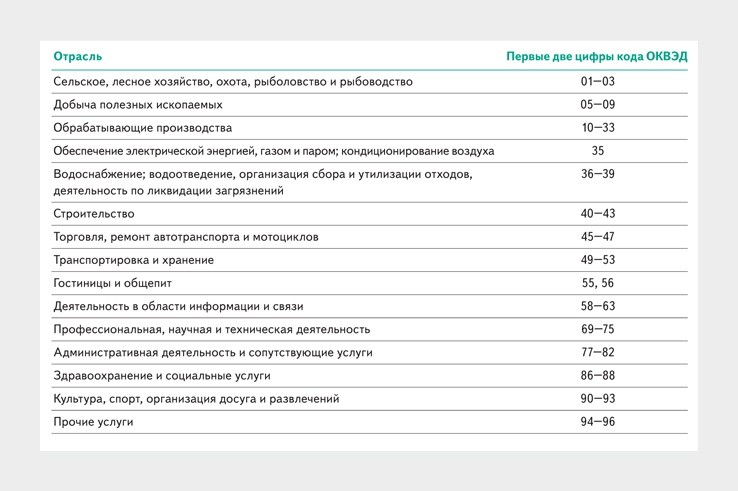 Отрасль Первые две цифры кода ОКВЭД
Сельское, лесное хозяйство, охота, рыболовство и рыбоводство 01—03
Добыча полезных ископаемых 05—09
Обрабатывающие производства 10—33
Обеспечение электрической энергией, газом и паром; кондиционирование воздуха 35
Водоснабжение; водоотведение, организация сбора и утилизации отходов, 36—39
деятельность по ликвидации загрязнений
Строительство 40—43
Торговля, ремонт автотранспорта и мотоциклов 45—47
Транспортировка и хранение 49—53
Гостиницы и общепит 55, 56
Деятельность в области информации и связи 58—63
Профессиональная, научная и техническая деятельность 69—75
Административная деятельность и сопутствующие услуги 77—82
Здравоохранение и социальные услуги 86—88
Культура, спорт, организация досуга и развлечений 90—93
Прочие услуги 94—96